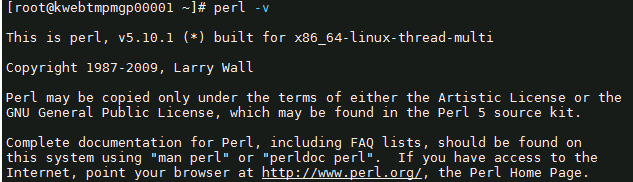 [root@kwebtmpmgp00001 ~]# perl -v
This is perl, v5.10.1 (*) built for x86_64-linux-thread-multi
Copyright 1987-2009, Larry Wall
Perl may be copied only under the terms of either the Artistic License or the
GNU General Public License, which may be found in the Perl 5 source kit.
Complete documentation for Perl, including FAQ lists, should be found on
this system using "man perl" or "perldoc perl".  If you have access to the
Internet, point your browser at http://www.perl.org/, the Perl Home Page.